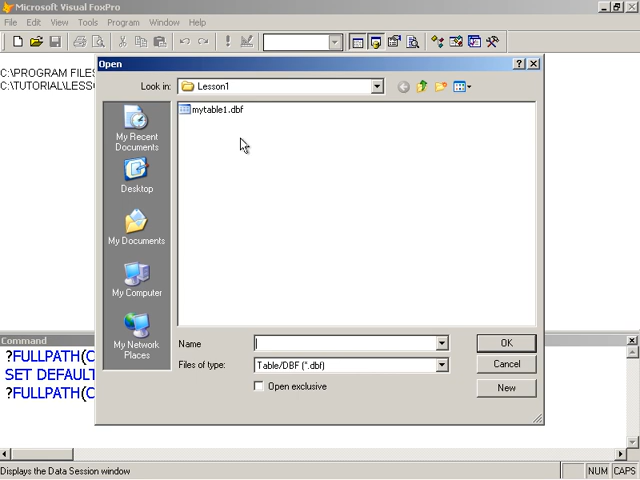 Microsoft Visual FoxPro
File Edit View Tools Program Window Help
C:\PROGRAM FILES
C:\TUTORIAL\LESSO
Open
Look in: Lesson1
mytable1.dbf
My Recent
Documents
Desktop
My Documents
My Computer
My Network
Places
Name
OK
Files of type: Table/DBF (*.dbf)
Cancel
Open exclusive
New
Command
?FULLPATH(C
SET DEFAULT
?FULLPATH(C
Displays the Data Session window
NUM CAPS